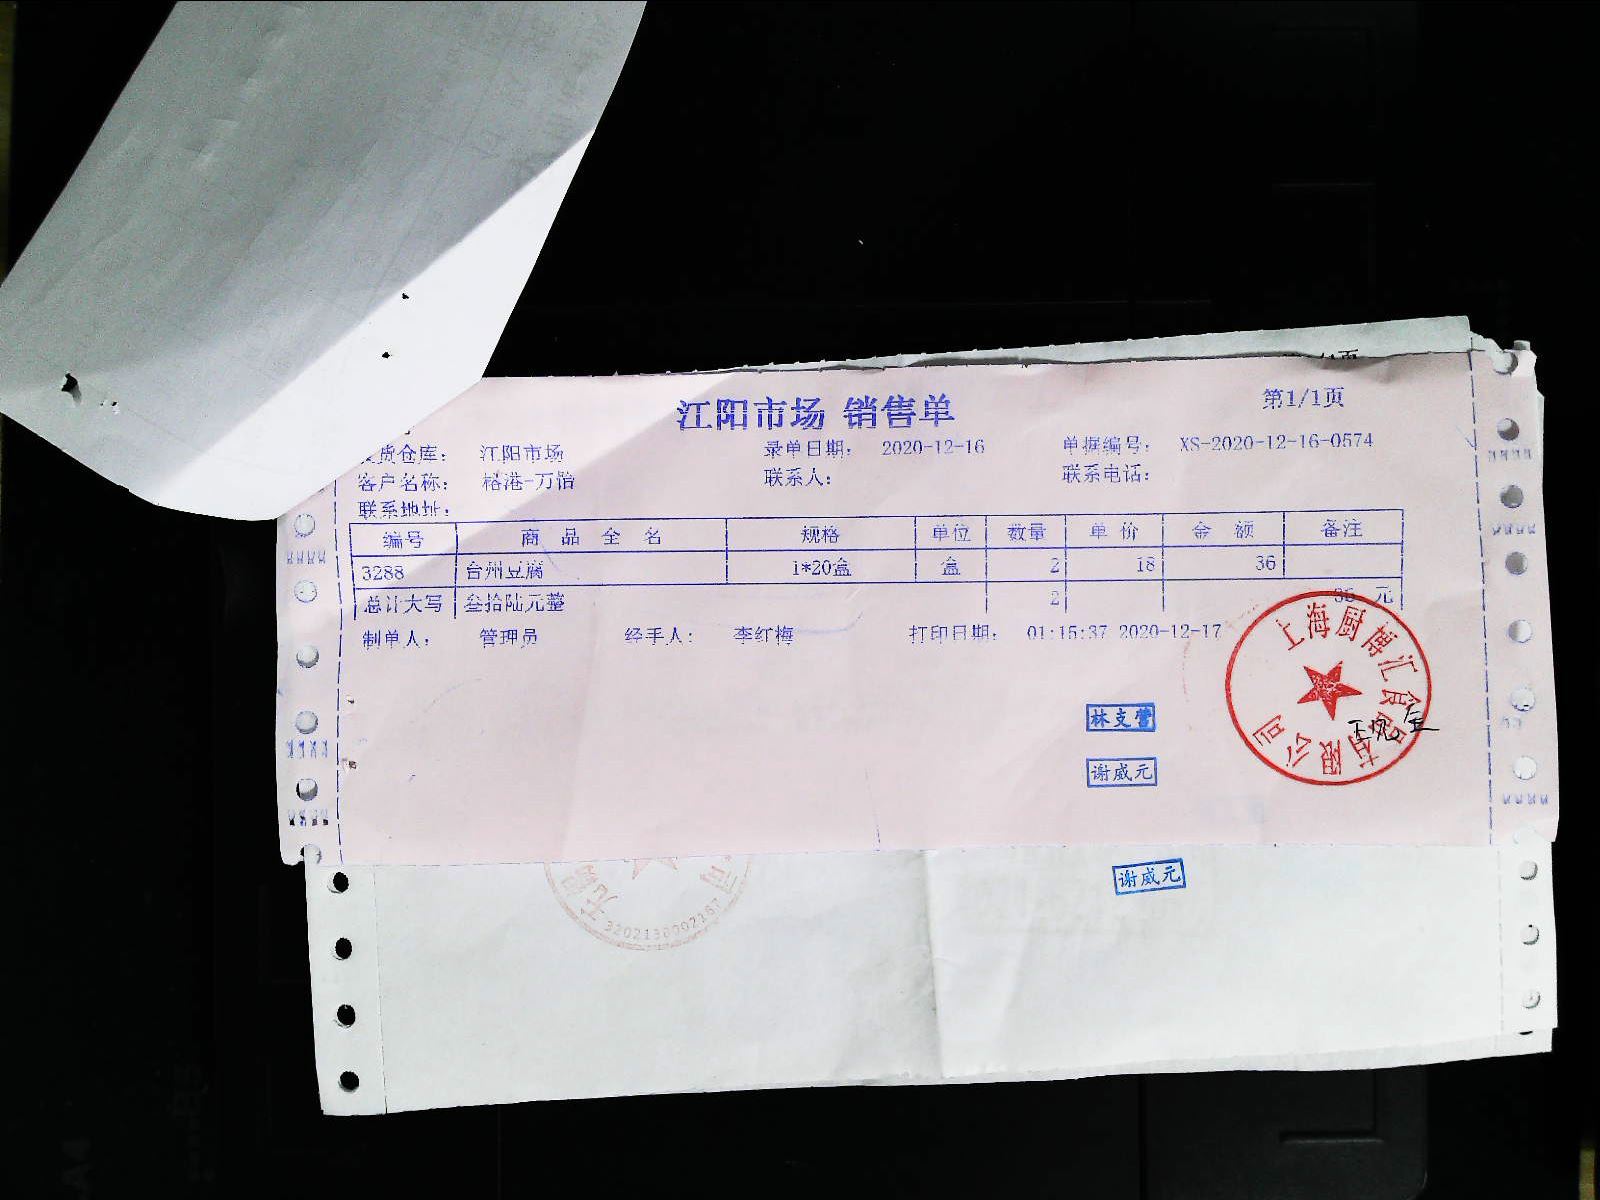 江阳市场 销售单
第1/1页
货仓库： 江阳市场 录单日期： 2020-12-16 单据编号： XS-2020-12-16-0574
客户名称： 榕港-万怡 联系人： 联系电话：
联系地址：
编号 商品全名 规格 单位 数量 单价 金额 备注
3288 台州豆腐 1*20盒 盒 2 18 36
总计大写 叁拾陆元整 2 36 元
制单人： 管理员 经手人： 李红梅 打印日期： 01:15:37 2020-12-17
上海厨博汇食品有限公司
林支营
谢威元
谢威元
3202130002267